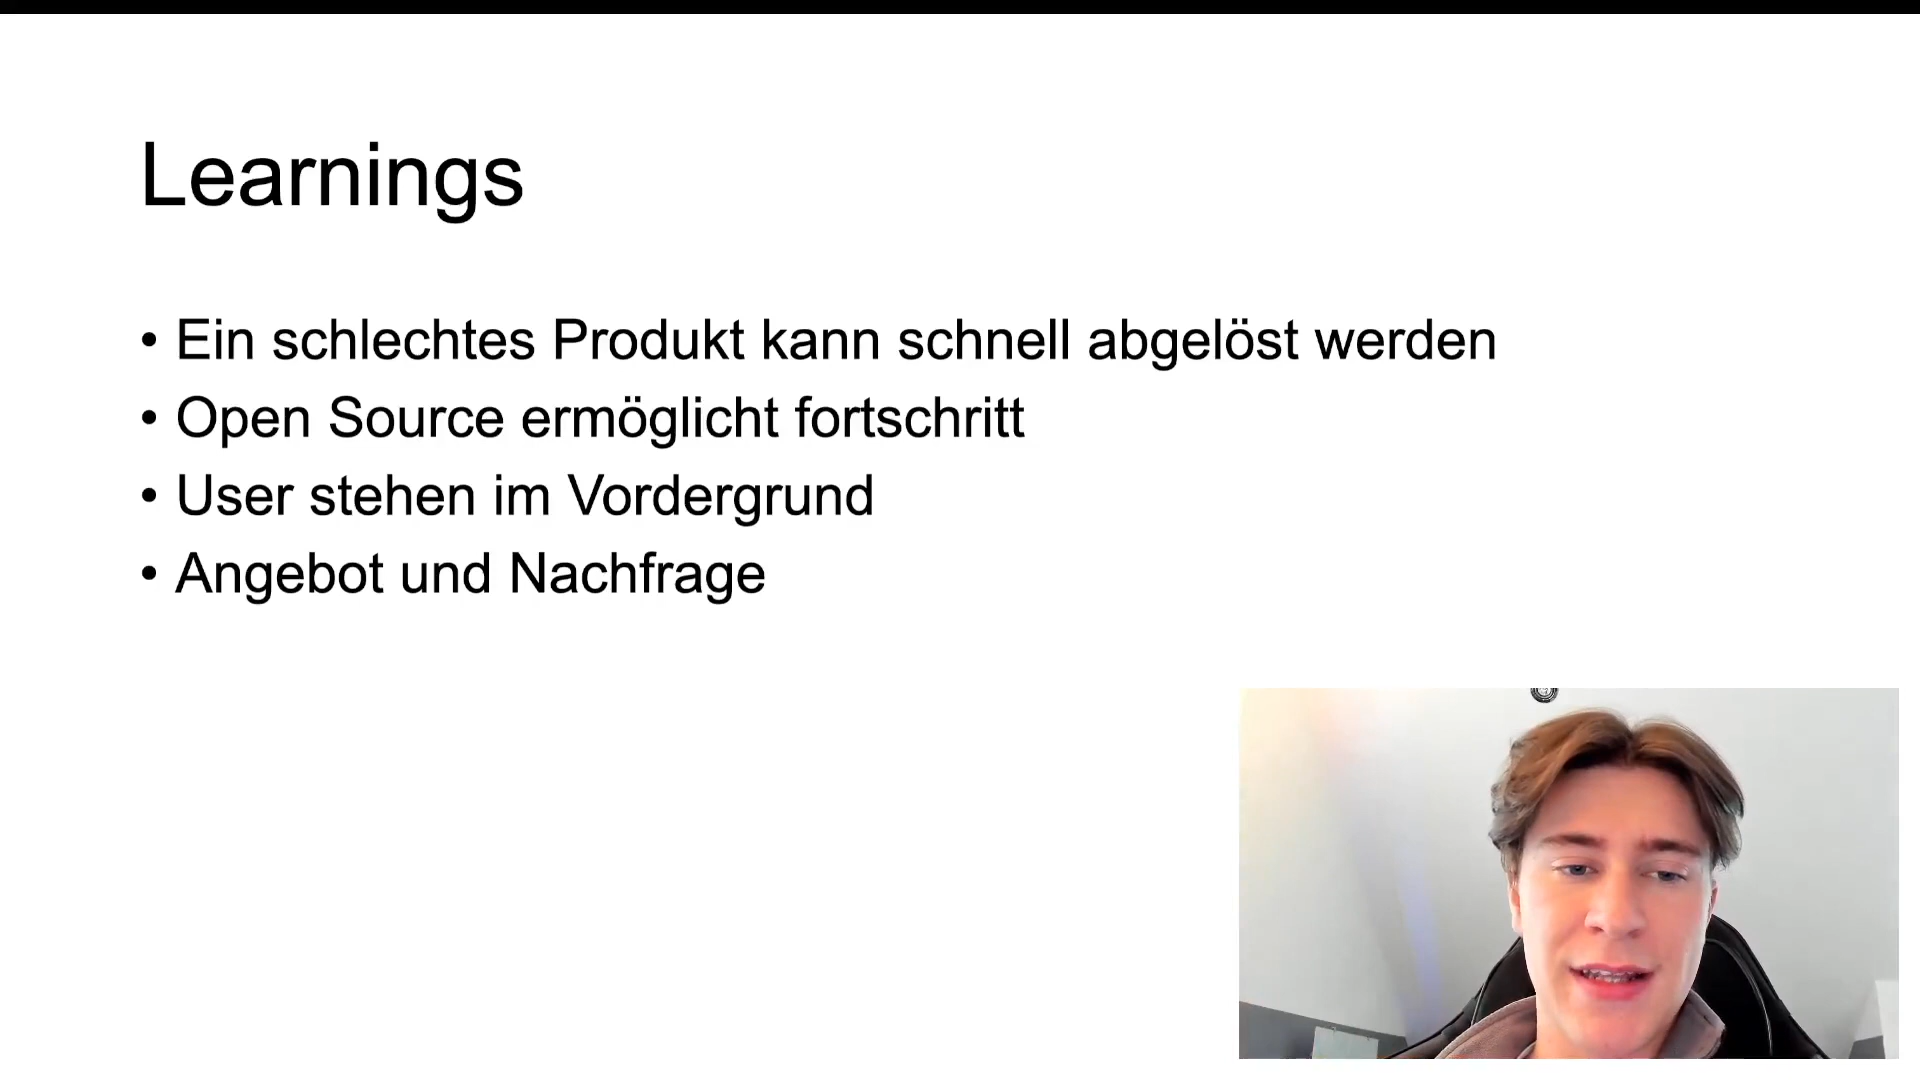 Learnings
• Ein schlechtes Produkt kann schnell abgelöst werden
• Open Source ermöglicht fortschritt
• User stehen im Vordergrund
• Angebot und Nachfrage